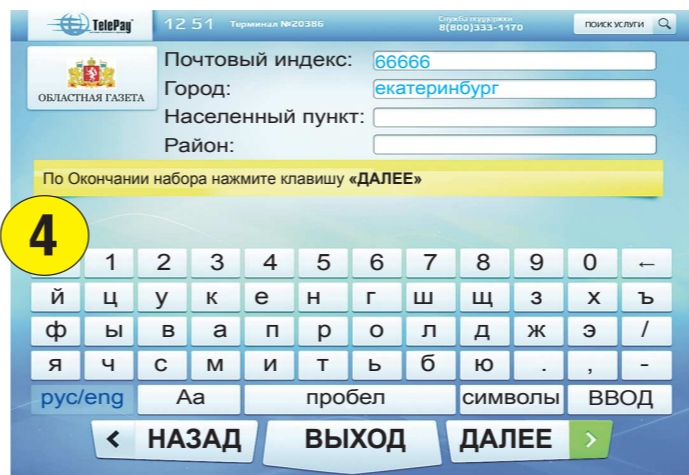 TelePay 12 51 Терминал №20386 Служба поддержки 8(800)333-1170 ПОИСК УСЛУГИ
ОБЛАСТНАЯ ГАЗЕТА
Почтовый индекс: 66666
Город: екатеринбург
Населенный пункт:
Район:
По Окончании набора нажмите клавишу «ДАЛЕЕ»
4
1 2 3 4 5 6 7 8 9 0 ←
й ц у к е н г ш щ з х ъ
ф ы в а п р о л д ж э /
я ч с м и т ь б ю . , -
рус/eng Аа пробел символы ВВОД
‹ НАЗАД ВЫХОД ДАЛЕЕ ›